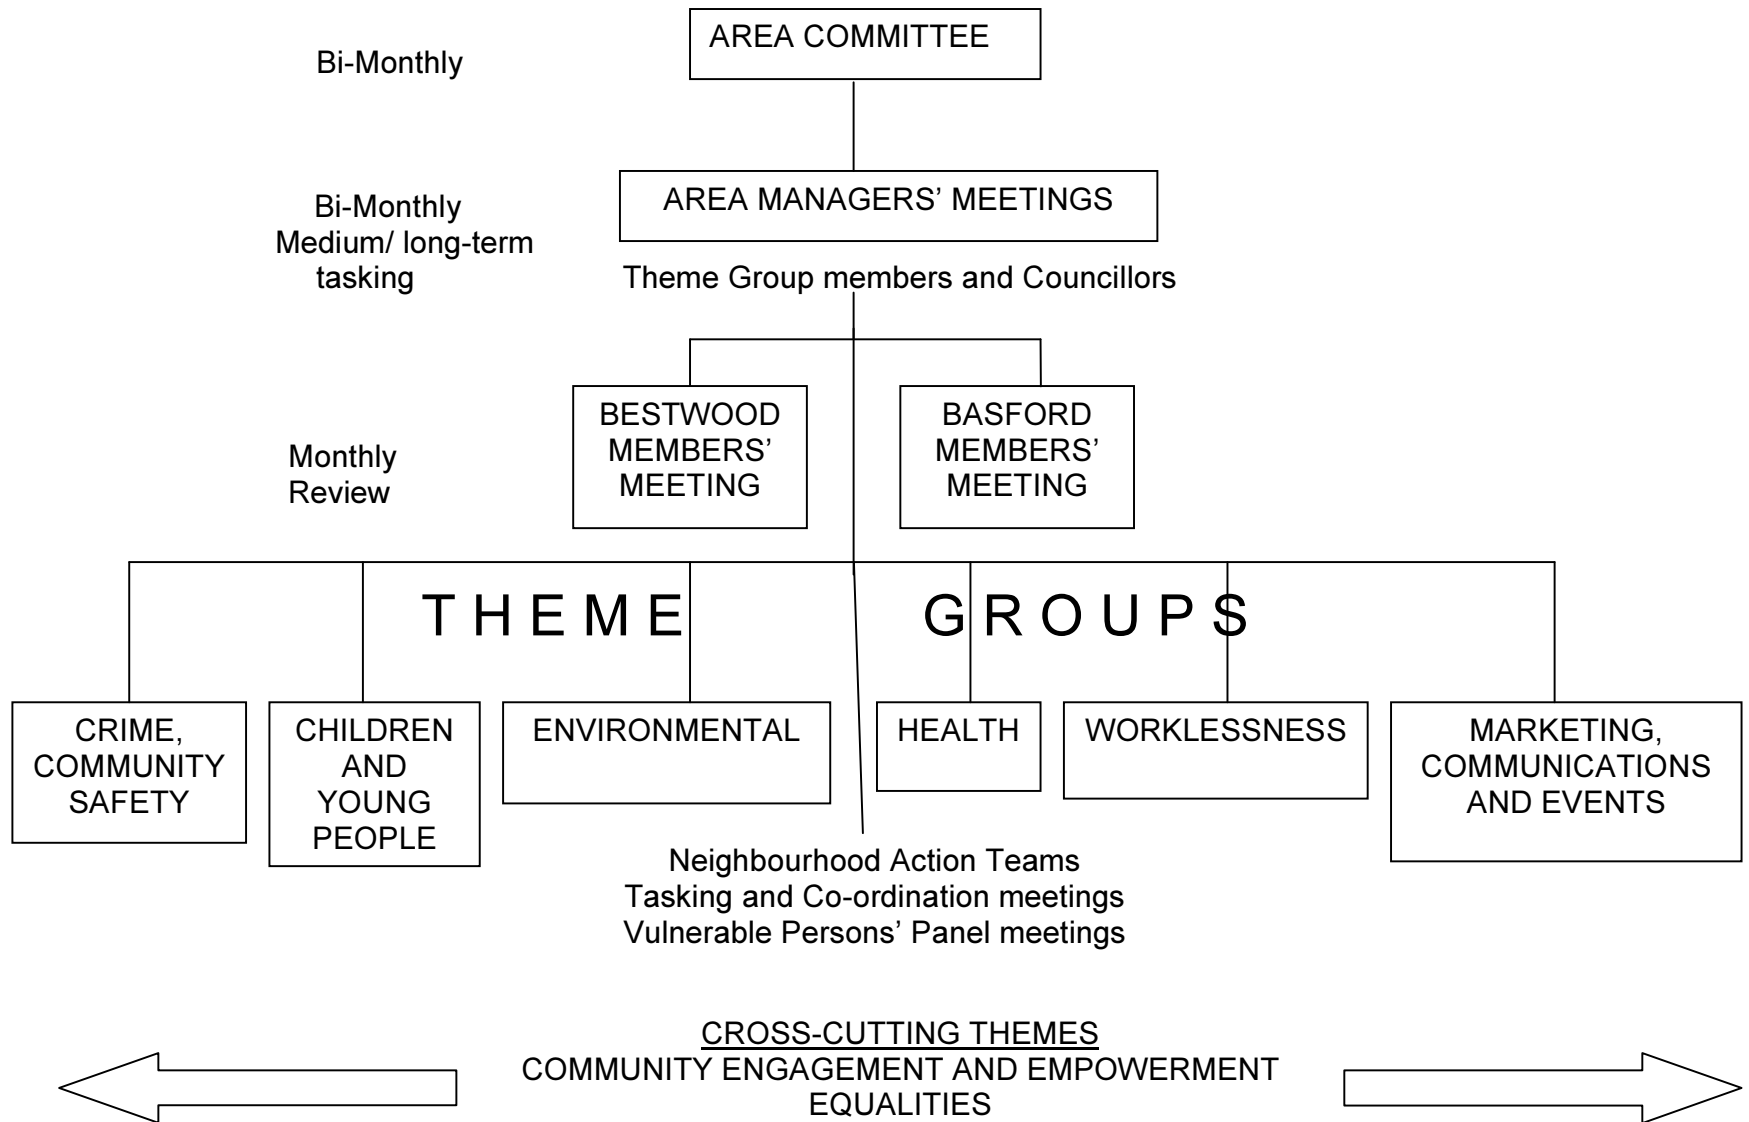 AREA COMMITTEE
Bi-Monthly
AREA MANAGERS’ MEETINGS
Bi-Monthly
Medium/ long-term
tasking
Theme Group members and Councillors
BESTWOOD
MEMBERS’
MEETING
BASFORD
MEMBERS’
MEETING
Monthly
Review
THEME GROUPS
CRIME,
COMMUNITY
SAFETY
CHILDREN
AND
YOUNG
PEOPLE
ENVIRONMENTAL
HEALTH
WORKLESSNESS
MARKETING,
COMMUNICATIONS
AND EVENTS
Neighbourhood Action Teams
Tasking and Co-ordination meetings
Vulnerable Persons’ Panel meetings
CROSS-CUTTING THEMES
COMMUNITY ENGAGEMENT AND EMPOWERMENT
EQUALITIES